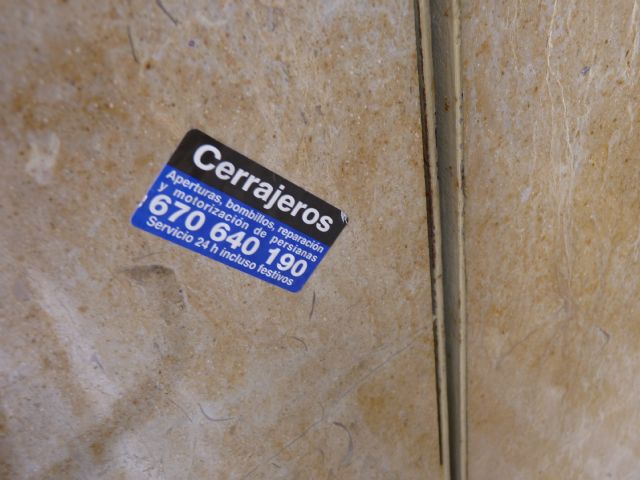 Cerrajeros
Aperturas, bombillos, reparación
y motorización de persianas
670 640 190
Servicio 24 h incluso festivos